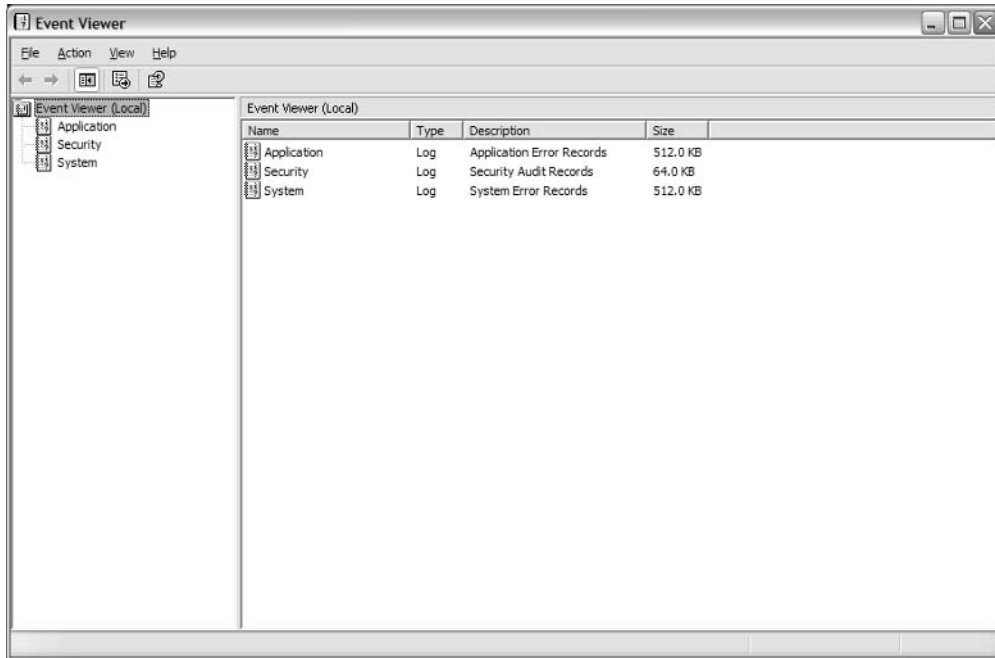 Event Viewer
File Action View Help
Event Viewer (Local)
Application
Security
System
Event Viewer (Local)
Name Type Description Size
Application Log Application Error Records 512.0 KB
Security Log Security Audit Records 64.0 KB
System Log System Error Records 512.0 KB